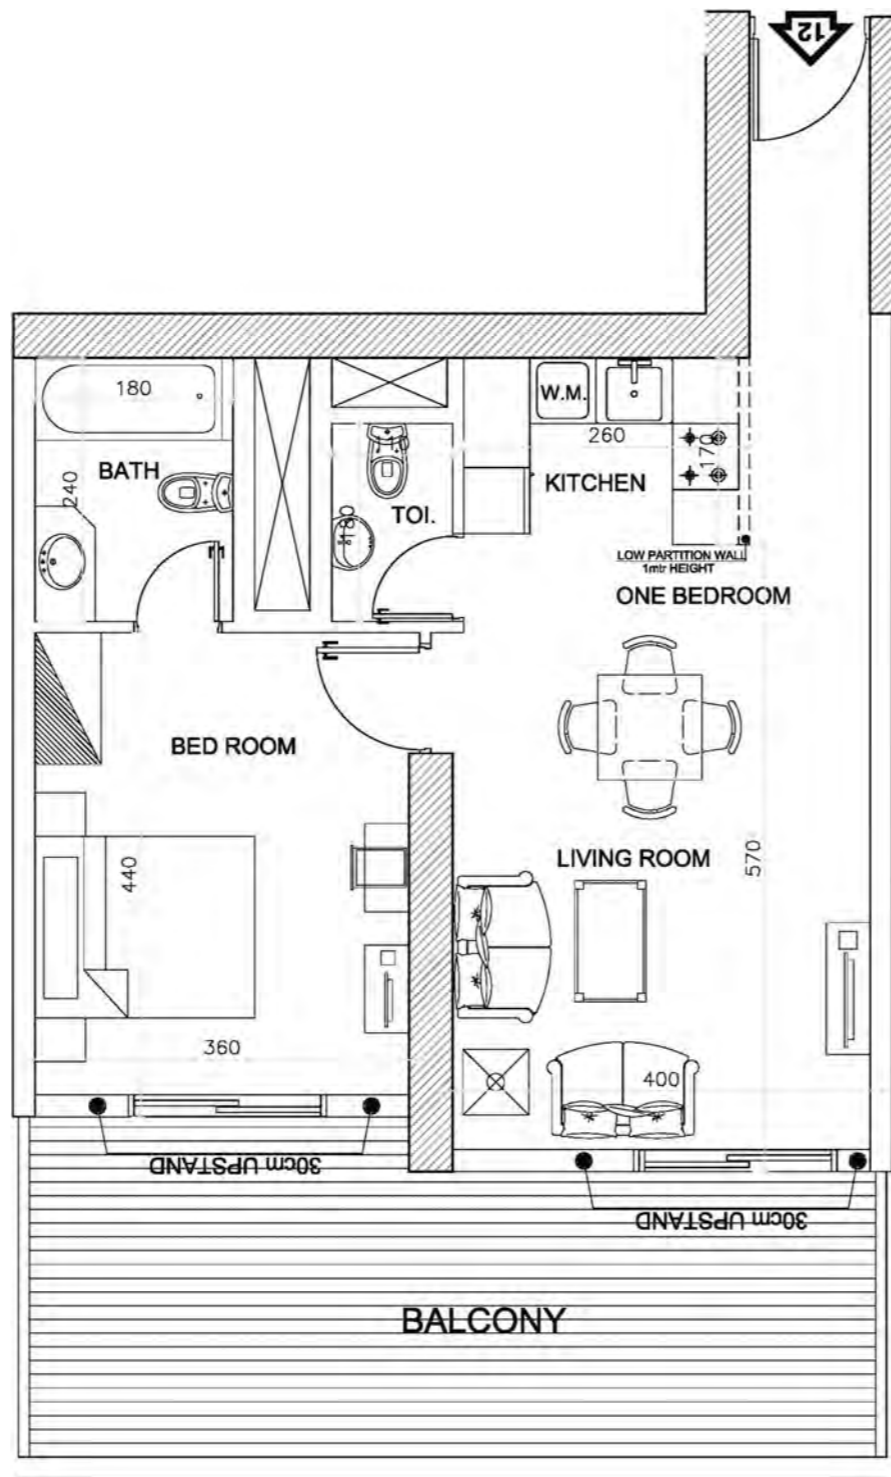 12
180
BATH
240
TOI.
W.M.
260
170
KITCHEN
LOW PARTITION WALL
1mtr HEIGHT
ONE BEDROOM
BED ROOM
440
360
LIVING ROOM
570
400
30cm UPSTAND
30cm UPSTAND
BALCONY